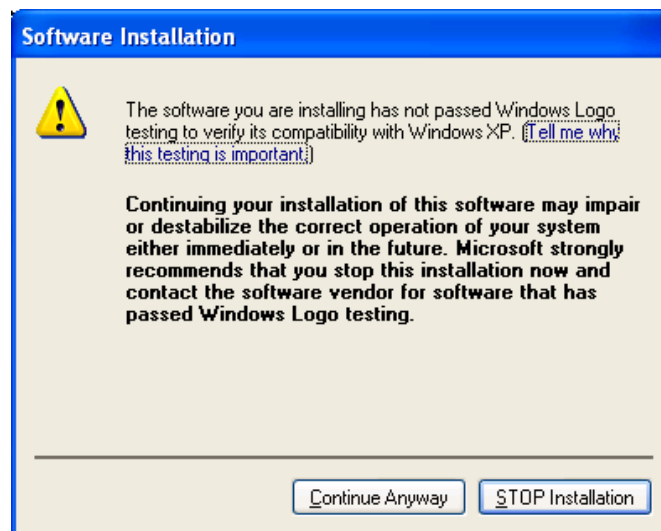 Software Installation
The software you are installing has not passed Windows Logo
testing to verify its compatibility with Windows XP. (Tell me why
this testing is important.)
Continuing your installation of this software may impair
or destabilize the correct operation of your system
either immediately or in the future. Microsoft strongly
recommends that you stop this installation now and
contact the software vendor for software that has
passed Windows Logo testing.
Continue Anyway
STOP Installation